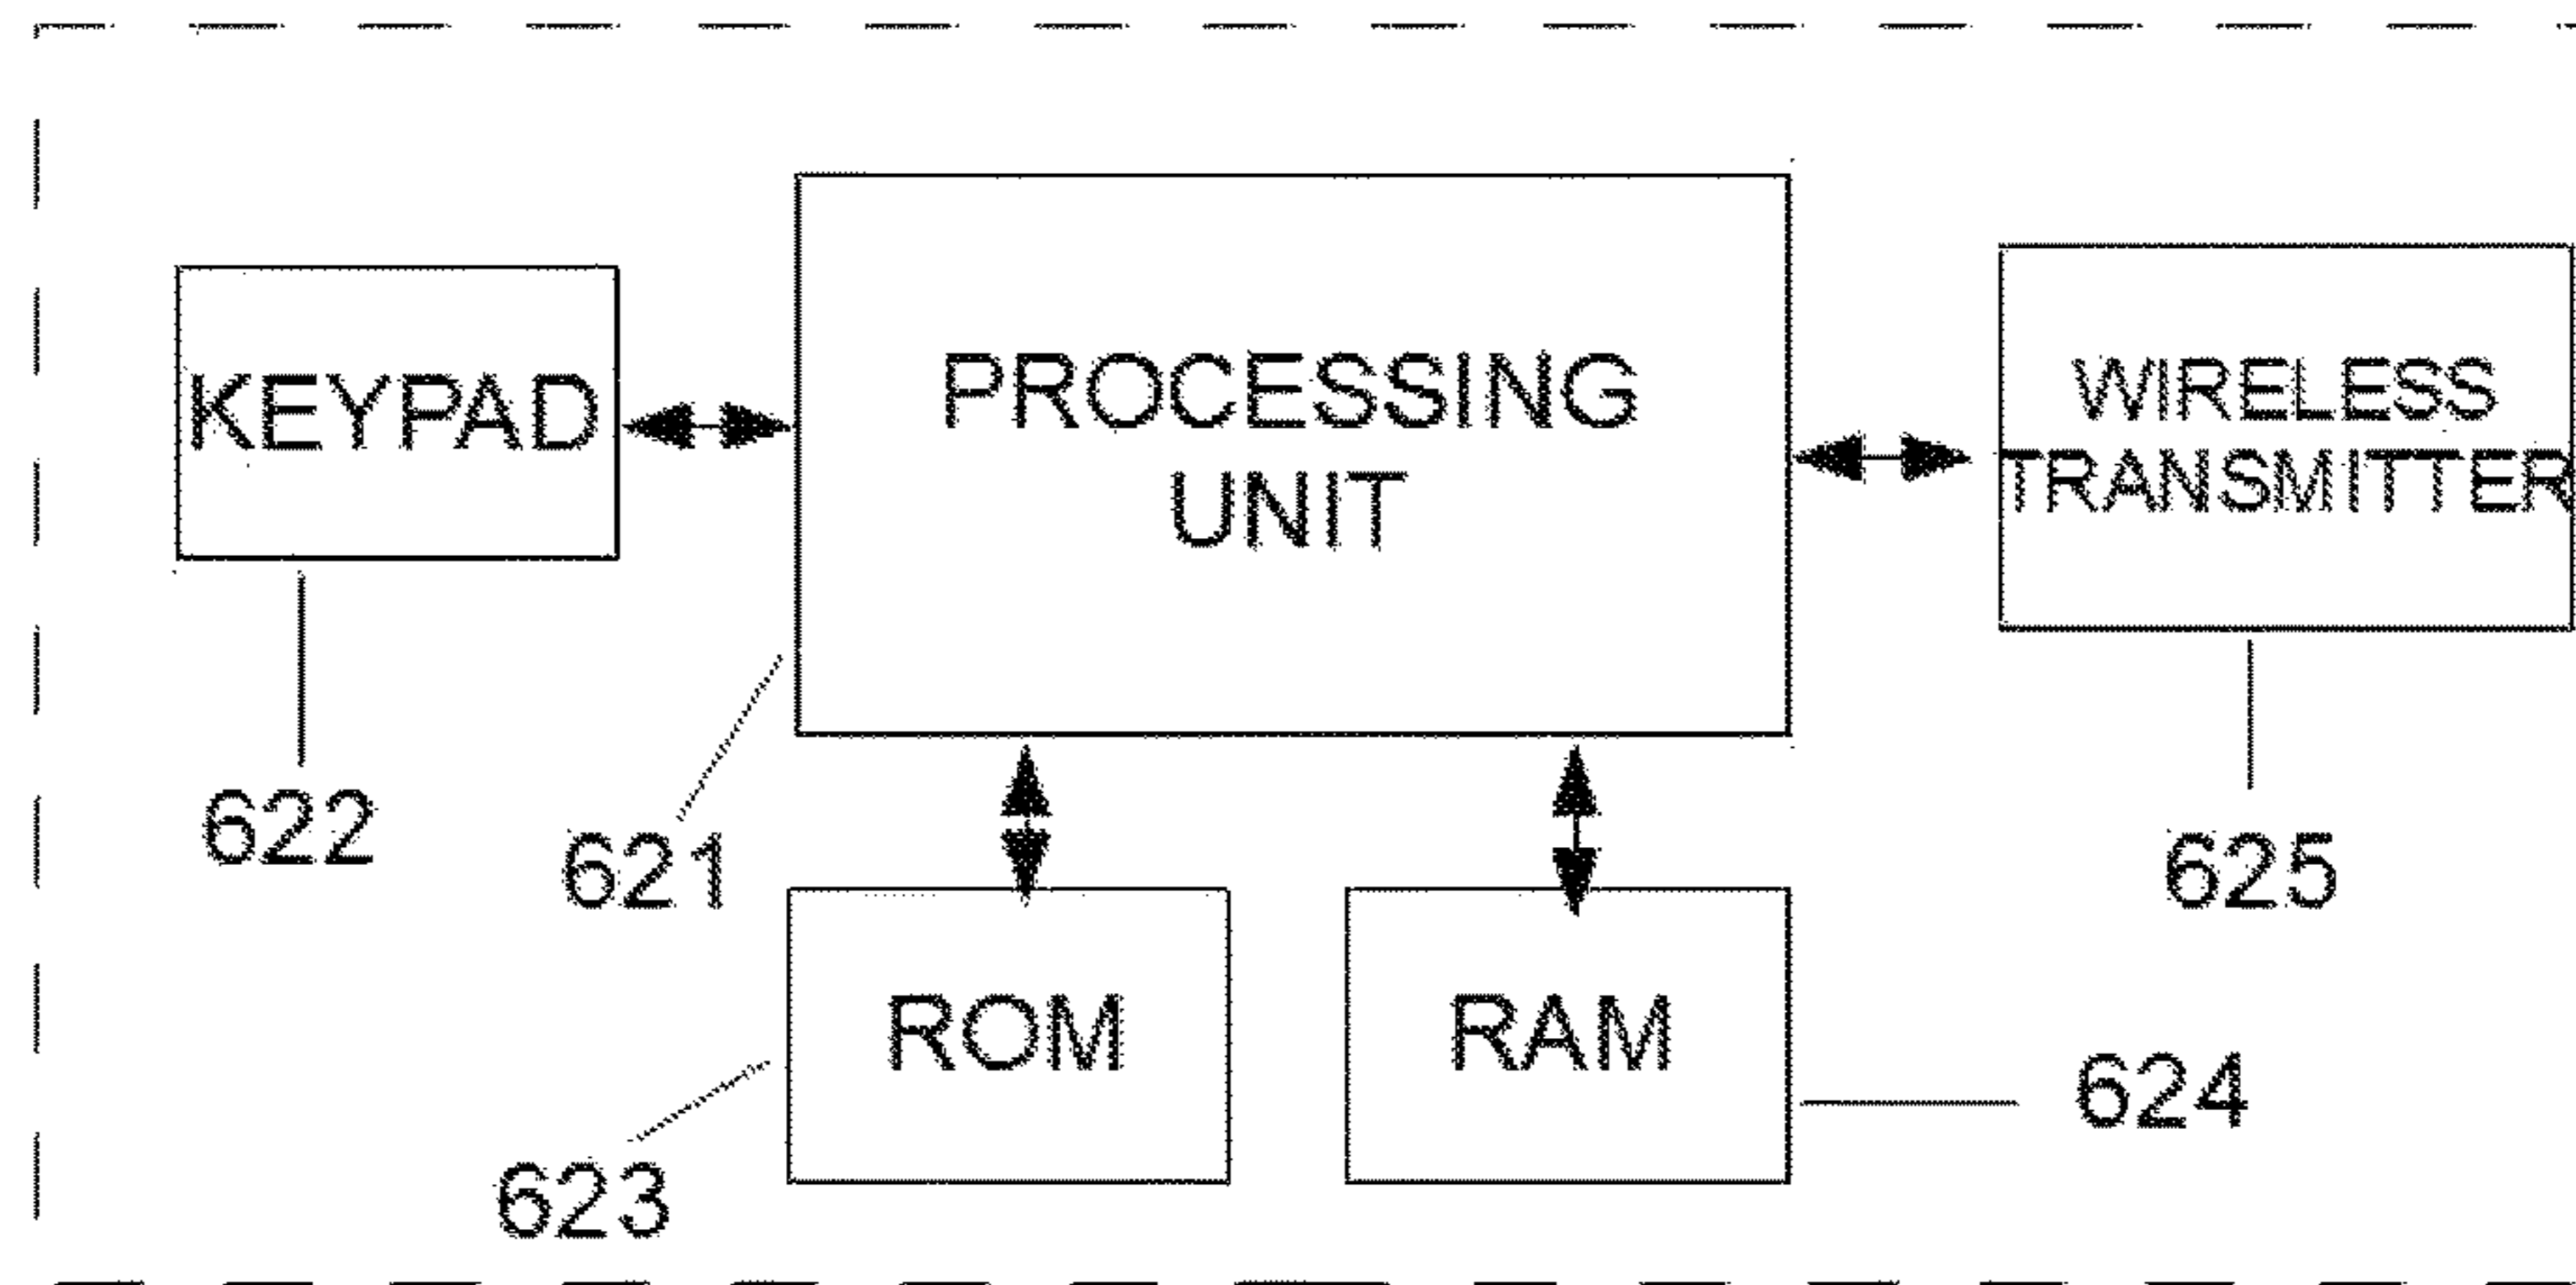 KEYPAD
PROCESSING
UNIT
WIRELESS
TRANSMITTER
622
621
625
ROM
RAM
624
623